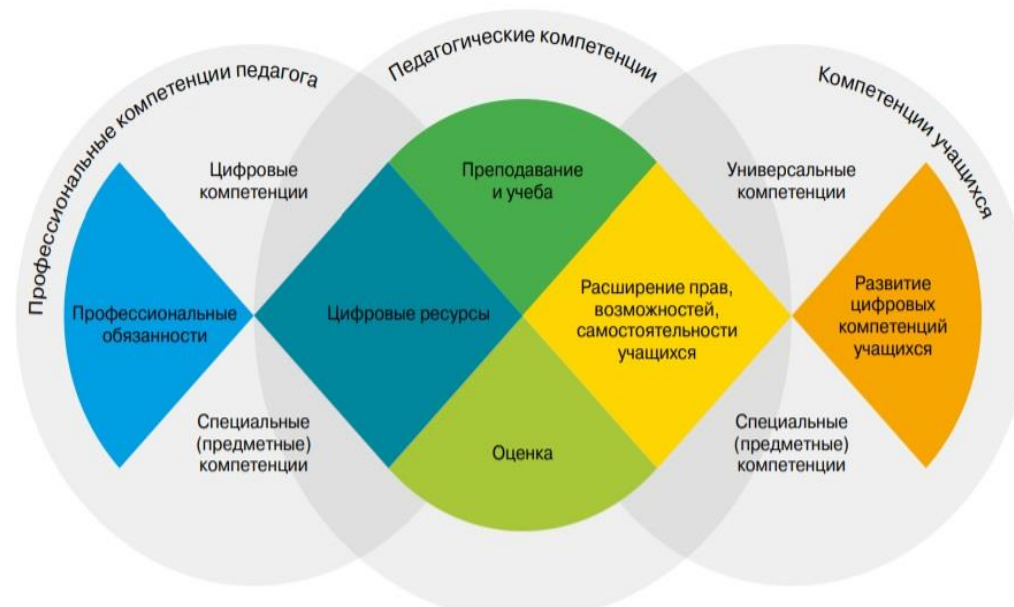 Профессиональные компетенции педагога
Педагогические компетенции
Компетенции учащихся
Цифровые
компетенции
Преподавание
и учеба
Универсальные
компетенции
Профессиональные
обязанности
Цифровые ресурсы
Расширение прав,
возможностей,
самостоятельности
учащихся
Развитие
цифровых
компетенций
учащихся
Специальные
(предметные)
компетенции
Оценка
Специальные
(предметные)
компетенции